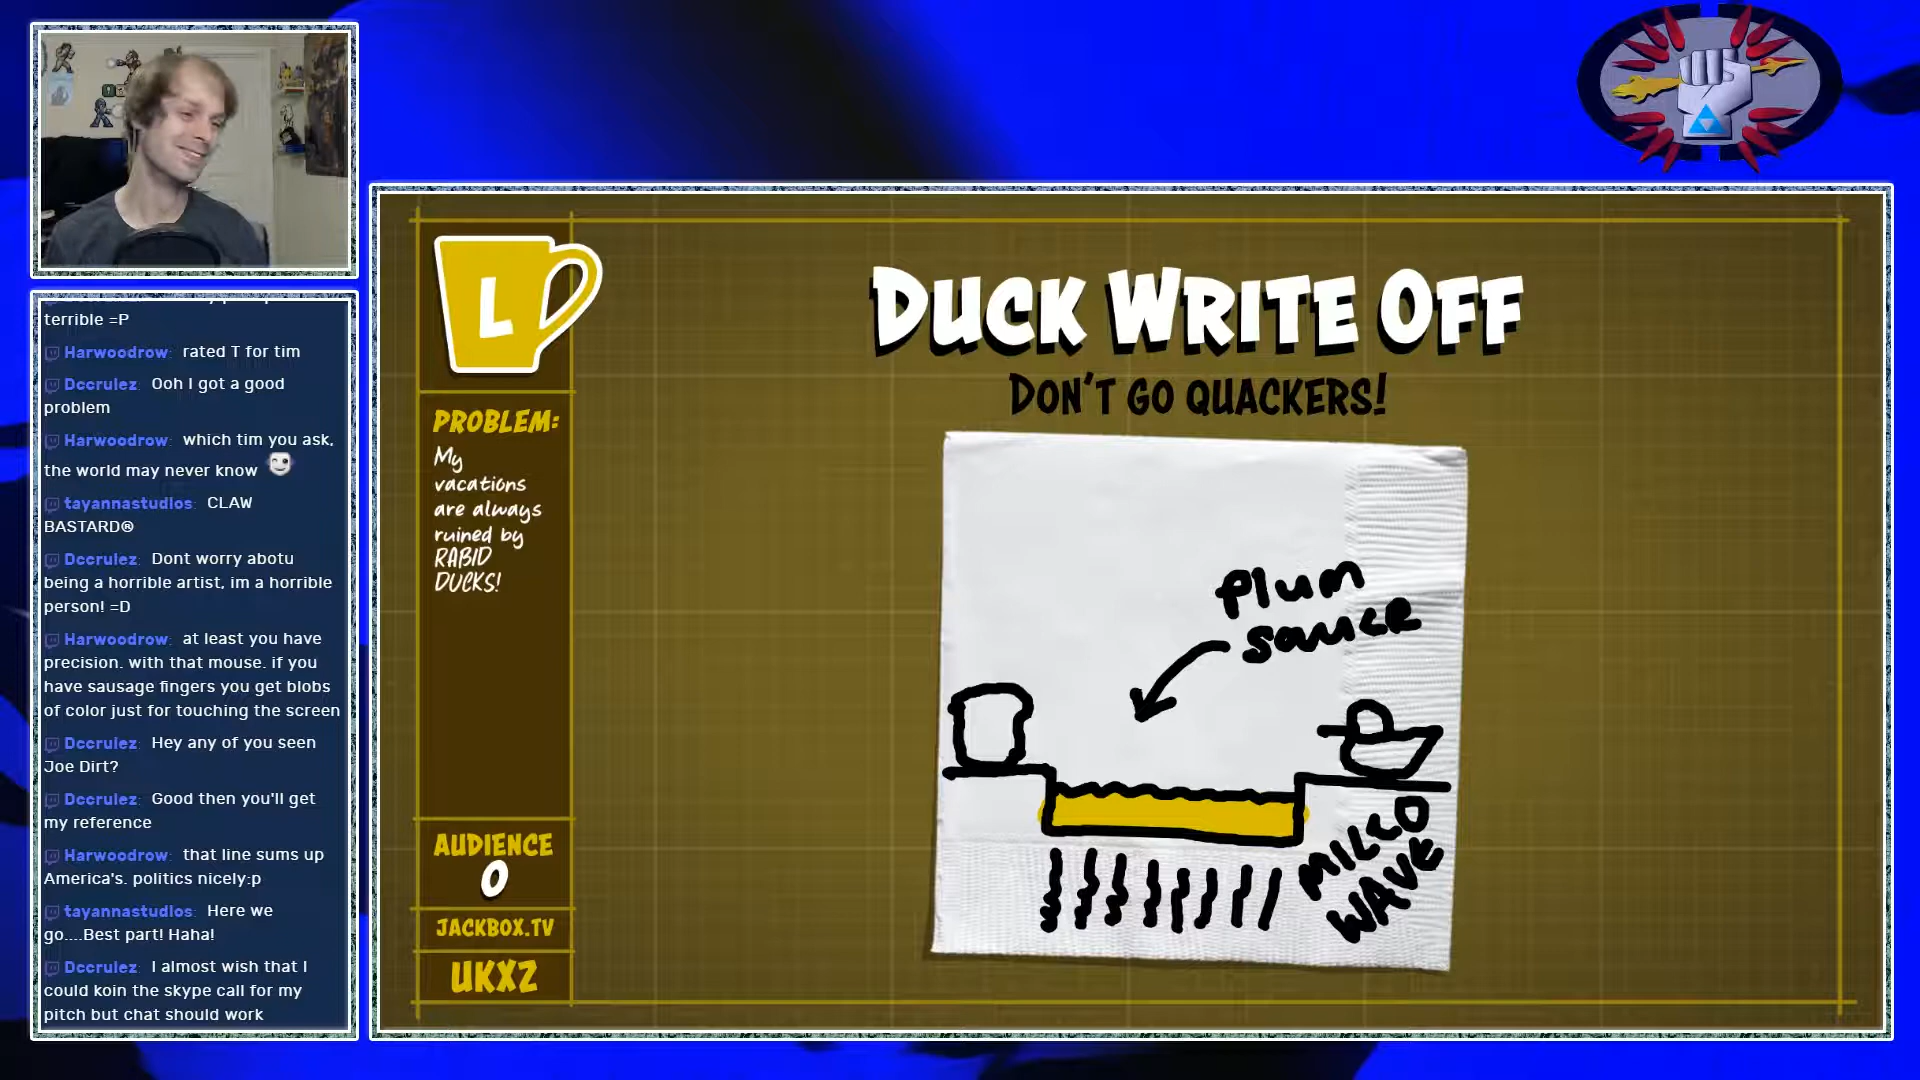 terrible =P
Harwoodrow: rated T for tim
Dccrulez: Ooh I got a good
problem
Harwoodrow: which tim you ask,
the world may never know
tayannastudios: CLAW
BASTARD®
Dccrulez: Dont worry abotu
being a horrible artist, im a horrible
person! =D
Harwoodrow: at least you have
precision. with that mouse. if you
have sausage fingers you get blobs
of color just for touching the screen
Dccrulez: Hey any of you seen
Joe Dirt?
Dccrulez: Good then you'll get
my reference
Harwoodrow: that line sums up
America's. politics nicely:p
tayannastudios: Here we
go....Best part! Haha!
Dccrulez: I almost wish that I
could koin the skype call for my
pitch but chat should work
L
PROBLEM:
My
vacations
are always
ruined by
RABID
DUCKS!
AUDIENCE
0
JACKBOX.TV
UKXZ
DUCK WRITE OFF
DON'T GO QUACKERS!
Plum
sauce
WAVE